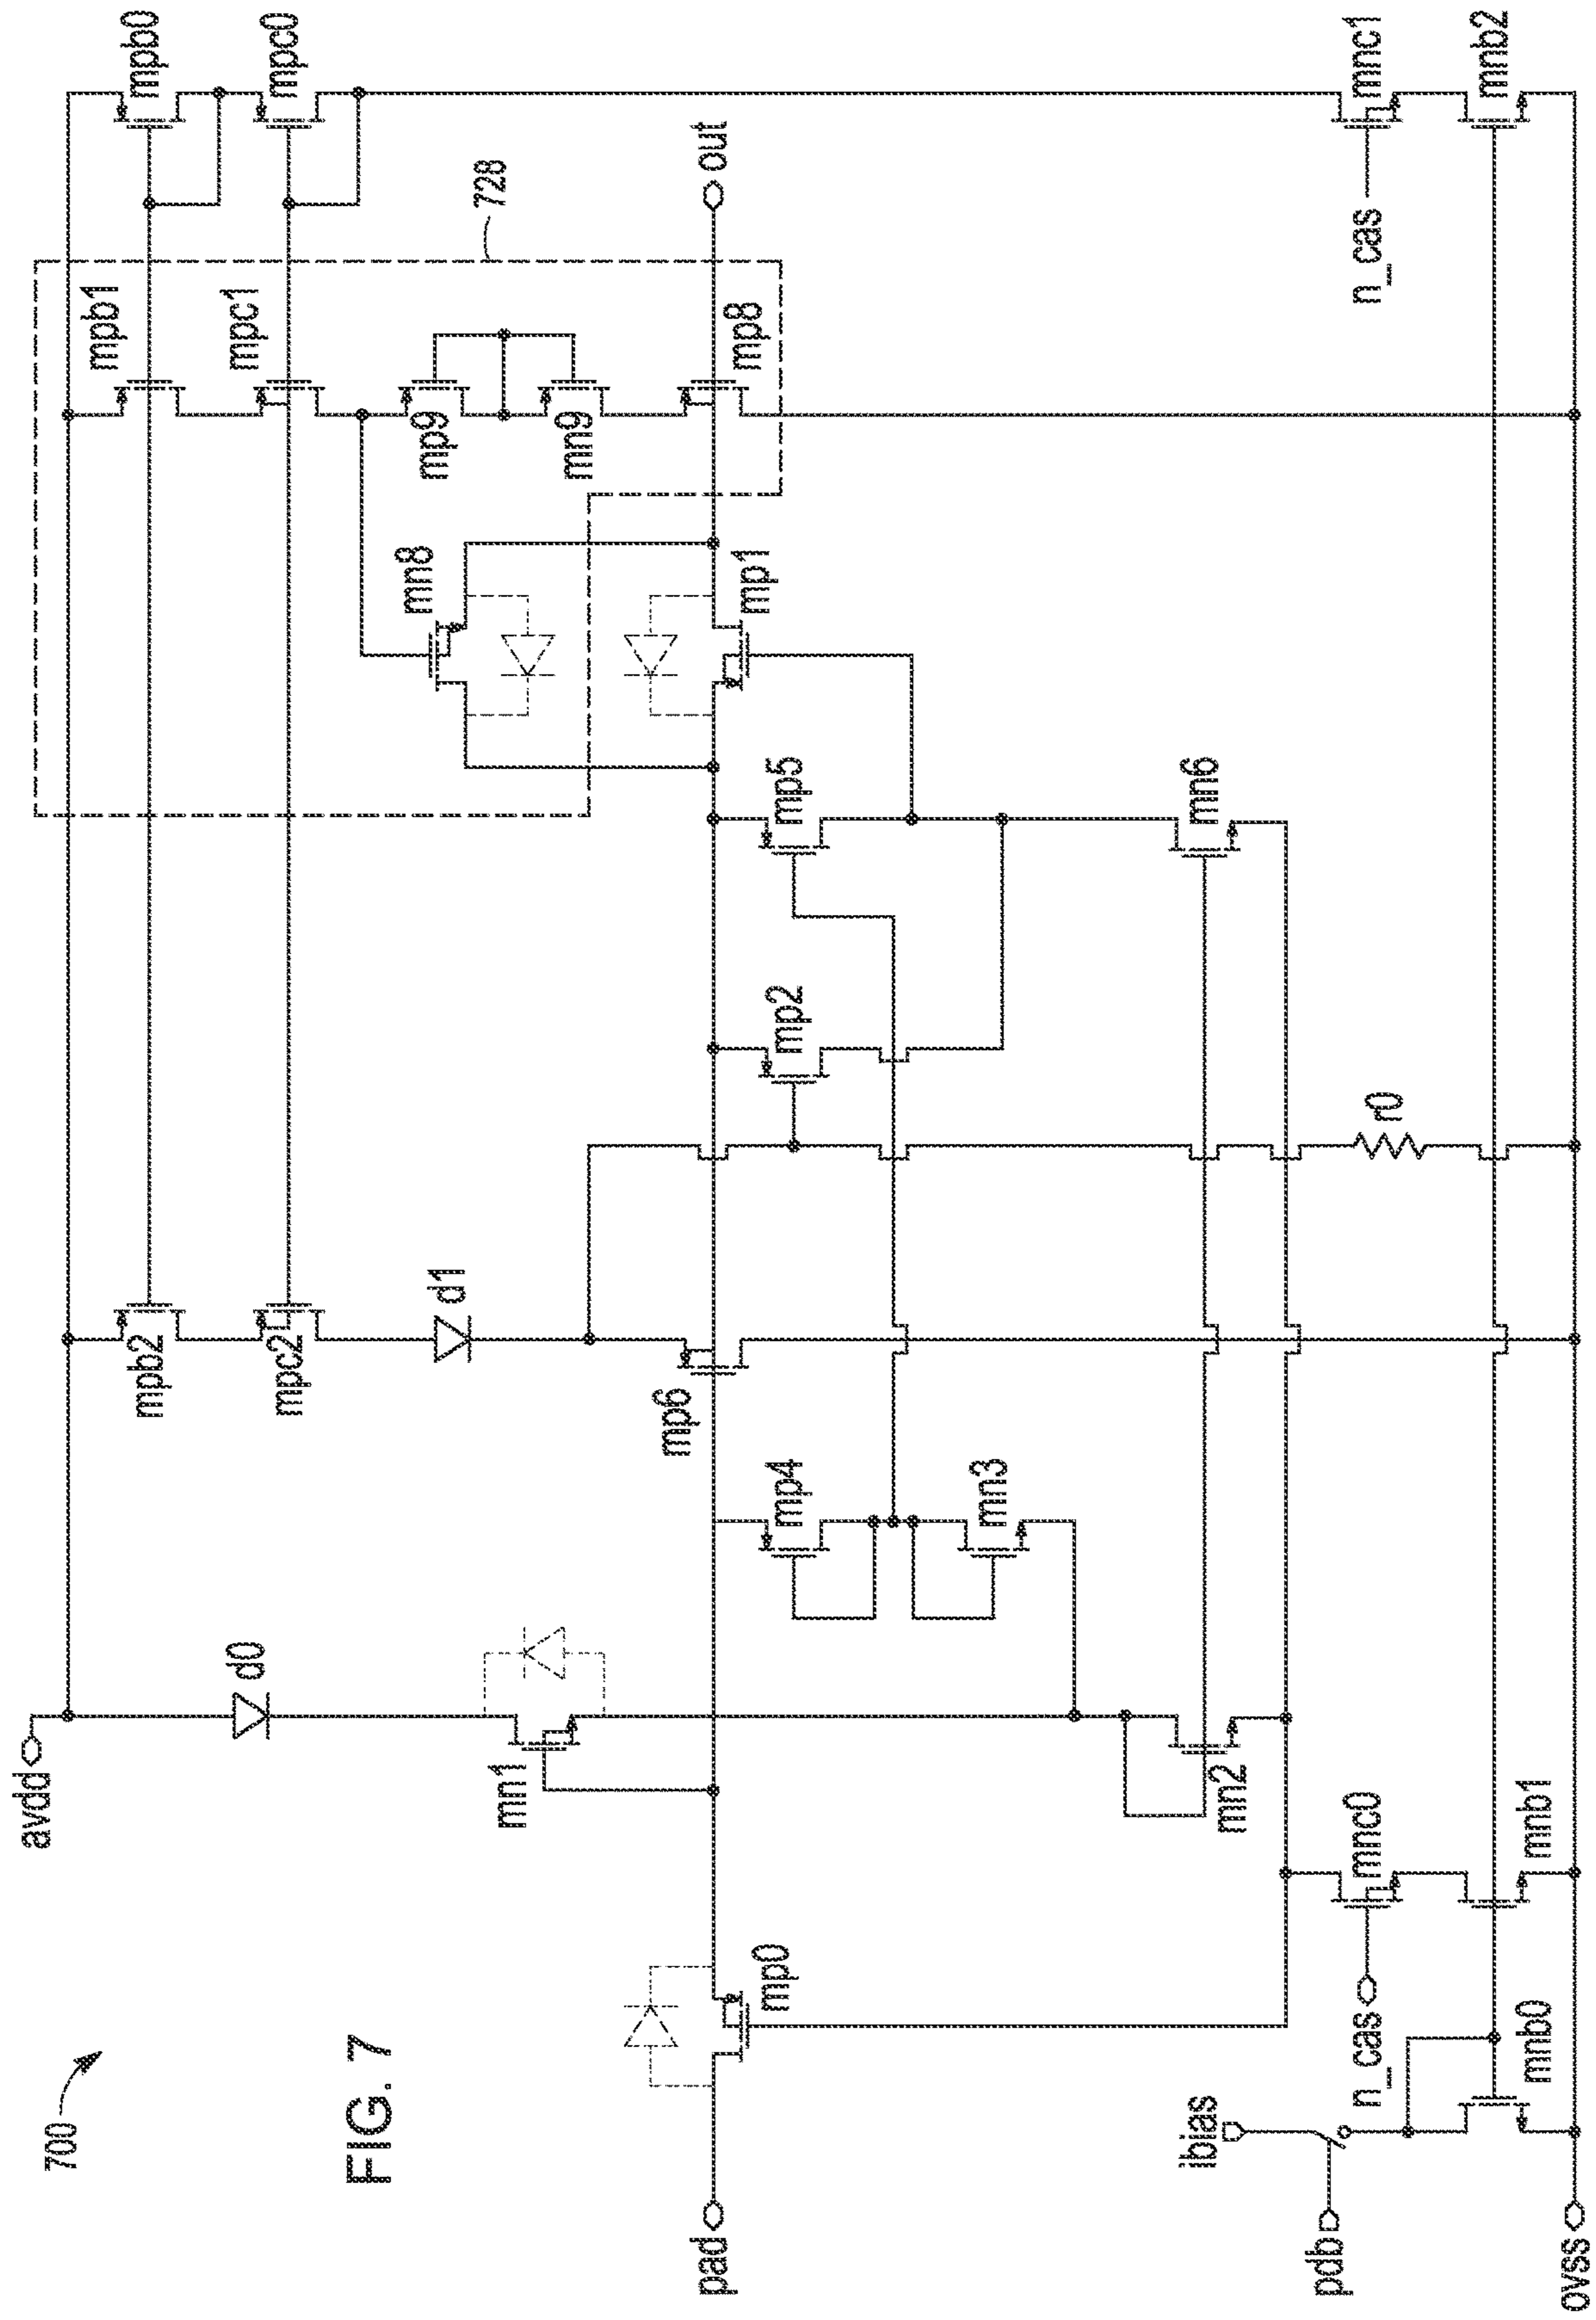 700
FIG. 7
avdd
d0
mpb2
mpc2
d1
mpb1
mpc1
mpb0
mpc0
728
mn1
mp9
mn9
mn8
mp8
out
mp6
mp1
pad
mp0
mp4
mn3
mp2
mp5
mn2
mn6
r0
ibias
pdb
n_cas
mnc0
mnb0
mnb1
n_cas
mnc1
mnb2
ovss